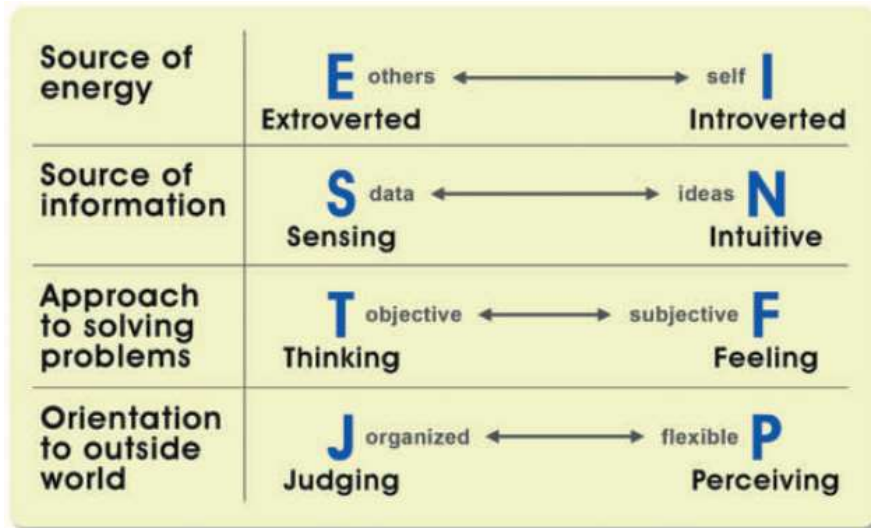 Source of
energy
E others self I
Extroverted Introverted
Source of
information
S data ideas N
Sensing Intuitive
Approach
to solving
problems
T objective subjective F
Thinking Feeling
Orientation
to outside
world
J organized flexible P
Judging Perceiving